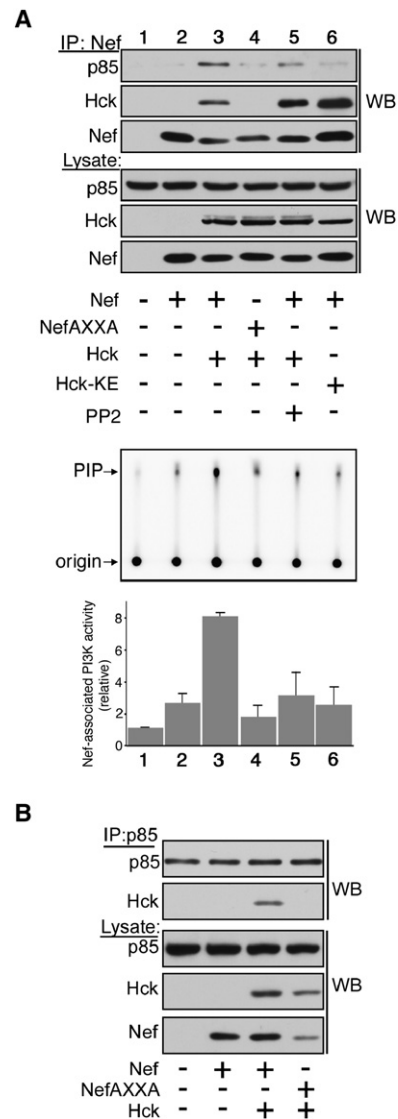 A
1 2 3 4 5 6
IP: Nef
p85
Hck
WB
Nef
Lysate:
p85
Hck
WB
Nef
Nef - + + - + +
NefAXXA - - - + - -
Hck - - + + + -
Hck-KE - - - - - +
PP2 - - - - + -
PIP→
origin→
Nef-associated PI3K activity
(relative)
8
6
4
2
0
1 2 3 4 5 6
B
IP:p85
p85
Hck
WB
Lysate:
p85
Hck
WB
Nef
Nef - + + -
NefAXXA - - - +
Hck - - + +